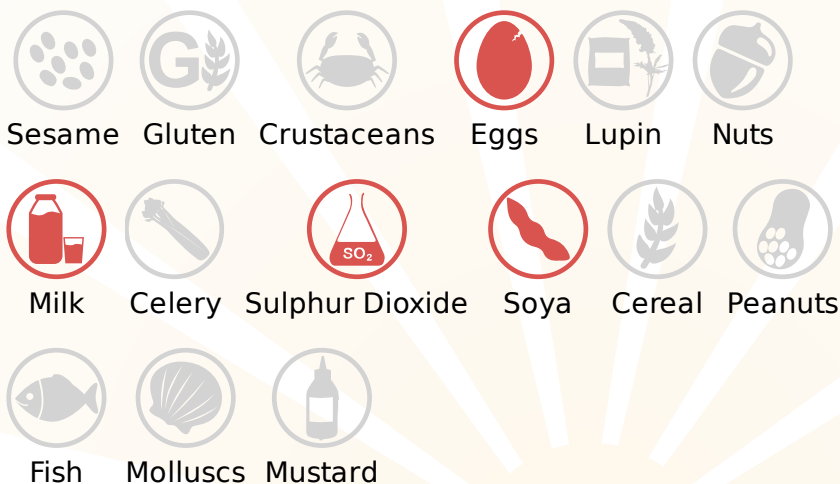 G
Sesame Gluten Crustaceans Eggs Lupin Nuts
SO₂
Milk Celery Sulphur Dioxide Soya Cereal Peanuts
Fish Molluscs Mustard